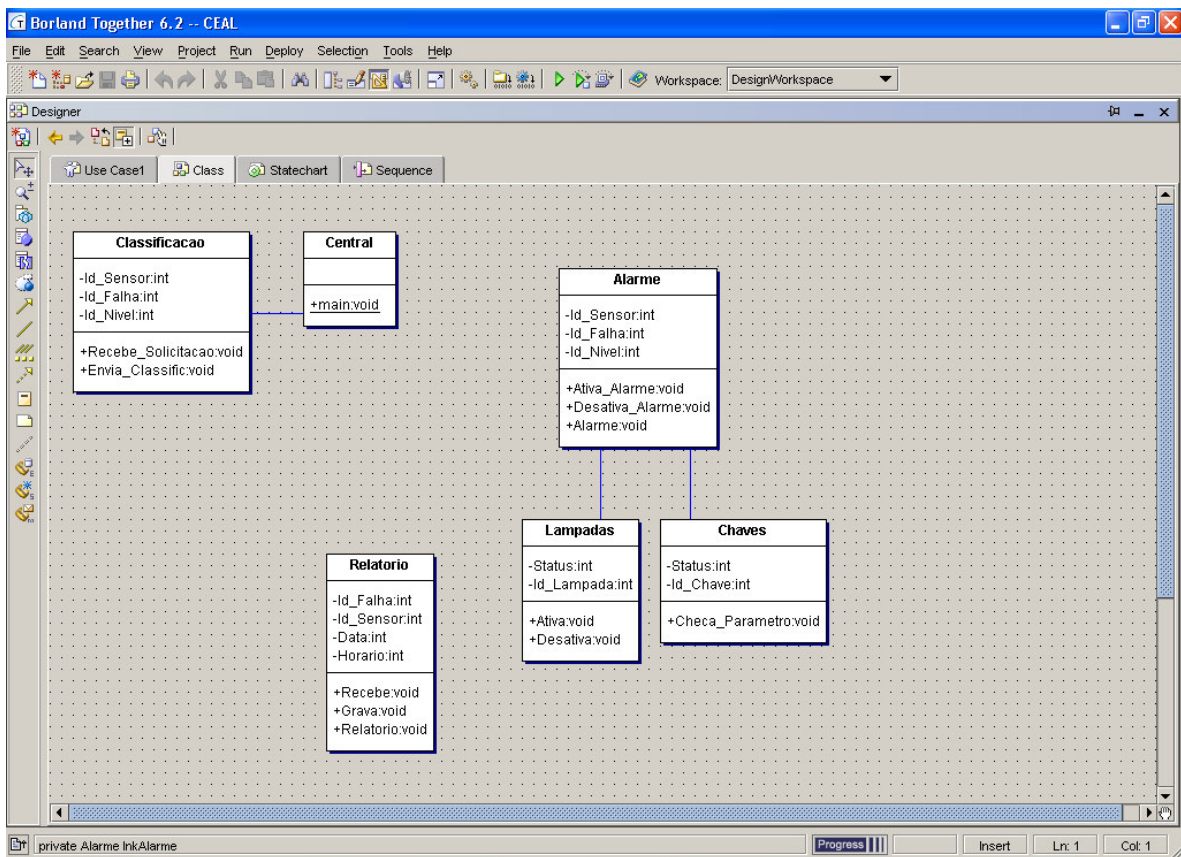 Borland Together 6.2 -- CEAL
File Edit Search View Project Run Deploy Selection Tools Help
Workspace: DesignWorkspace
Designer
Use Case1 Class Statechart Sequence
Classificacao
-Id_Sensor:int
-Id_Falha:int
-Id_Nivel:int
+Recebe_Solicitacao:void
+Envia_Classific:void
Central
+main:void
Alarme
-Id_Sensor:int
-Id_Falha:int
-Id_Nivel:int
+Ativa_Alarme:void
+Desativa_Alarme:void
+Alarme:void
Lampadas
-Status:int
-Id_Lampada:int
+Ativa:void
+Desativa:void
Chaves
-Status:int
-Id_Chave:int
+Checa_Parametro:void
Relatorio
-Id_Falha:int
-Id_Sensor:int
-Data:int
-Horario:int
+Recebe:void
+Grava:void
+Relatorio:void
private Alarme lnkAlarme Progress Insert Ln: 1 Col: 1